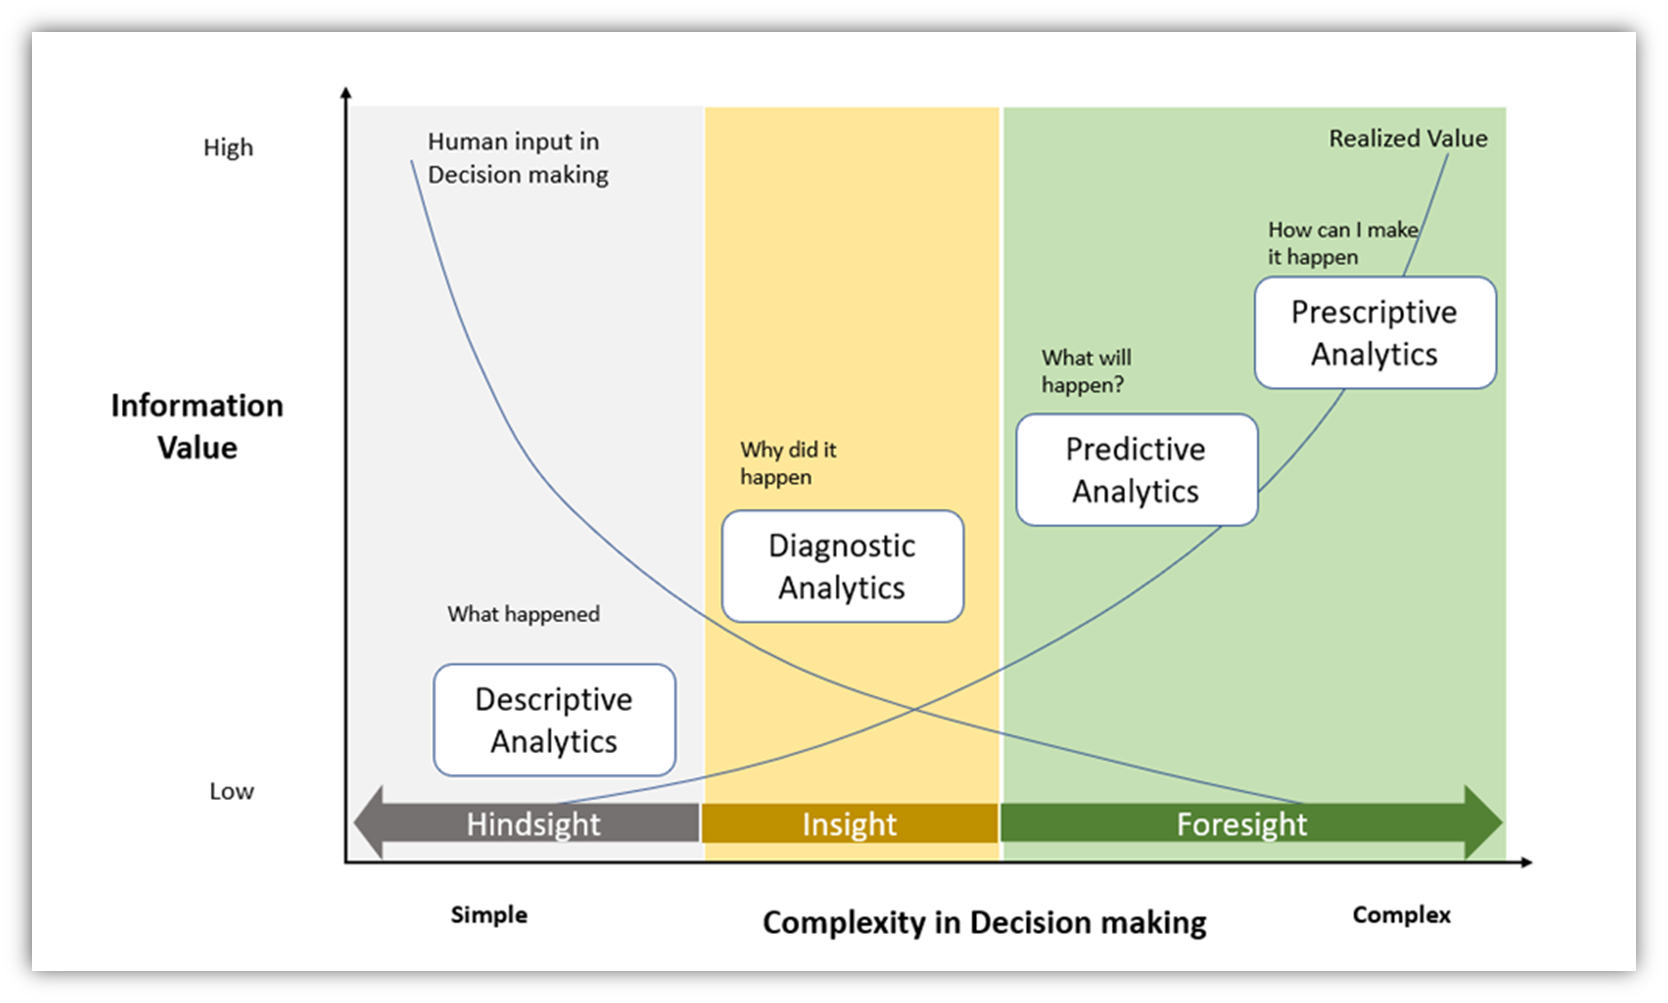 High
Human input in
Decision making
Realized Value
How can I make
it happen
Prescriptive
Analytics
What will
happen?
Predictive
Analytics
Information
Value
Why did it
happen
Diagnostic
Analytics
What happened
Descriptive
Analytics
Low
Hindsight
Insight
Foresight
Simple
Complexity in Decision making
Complex